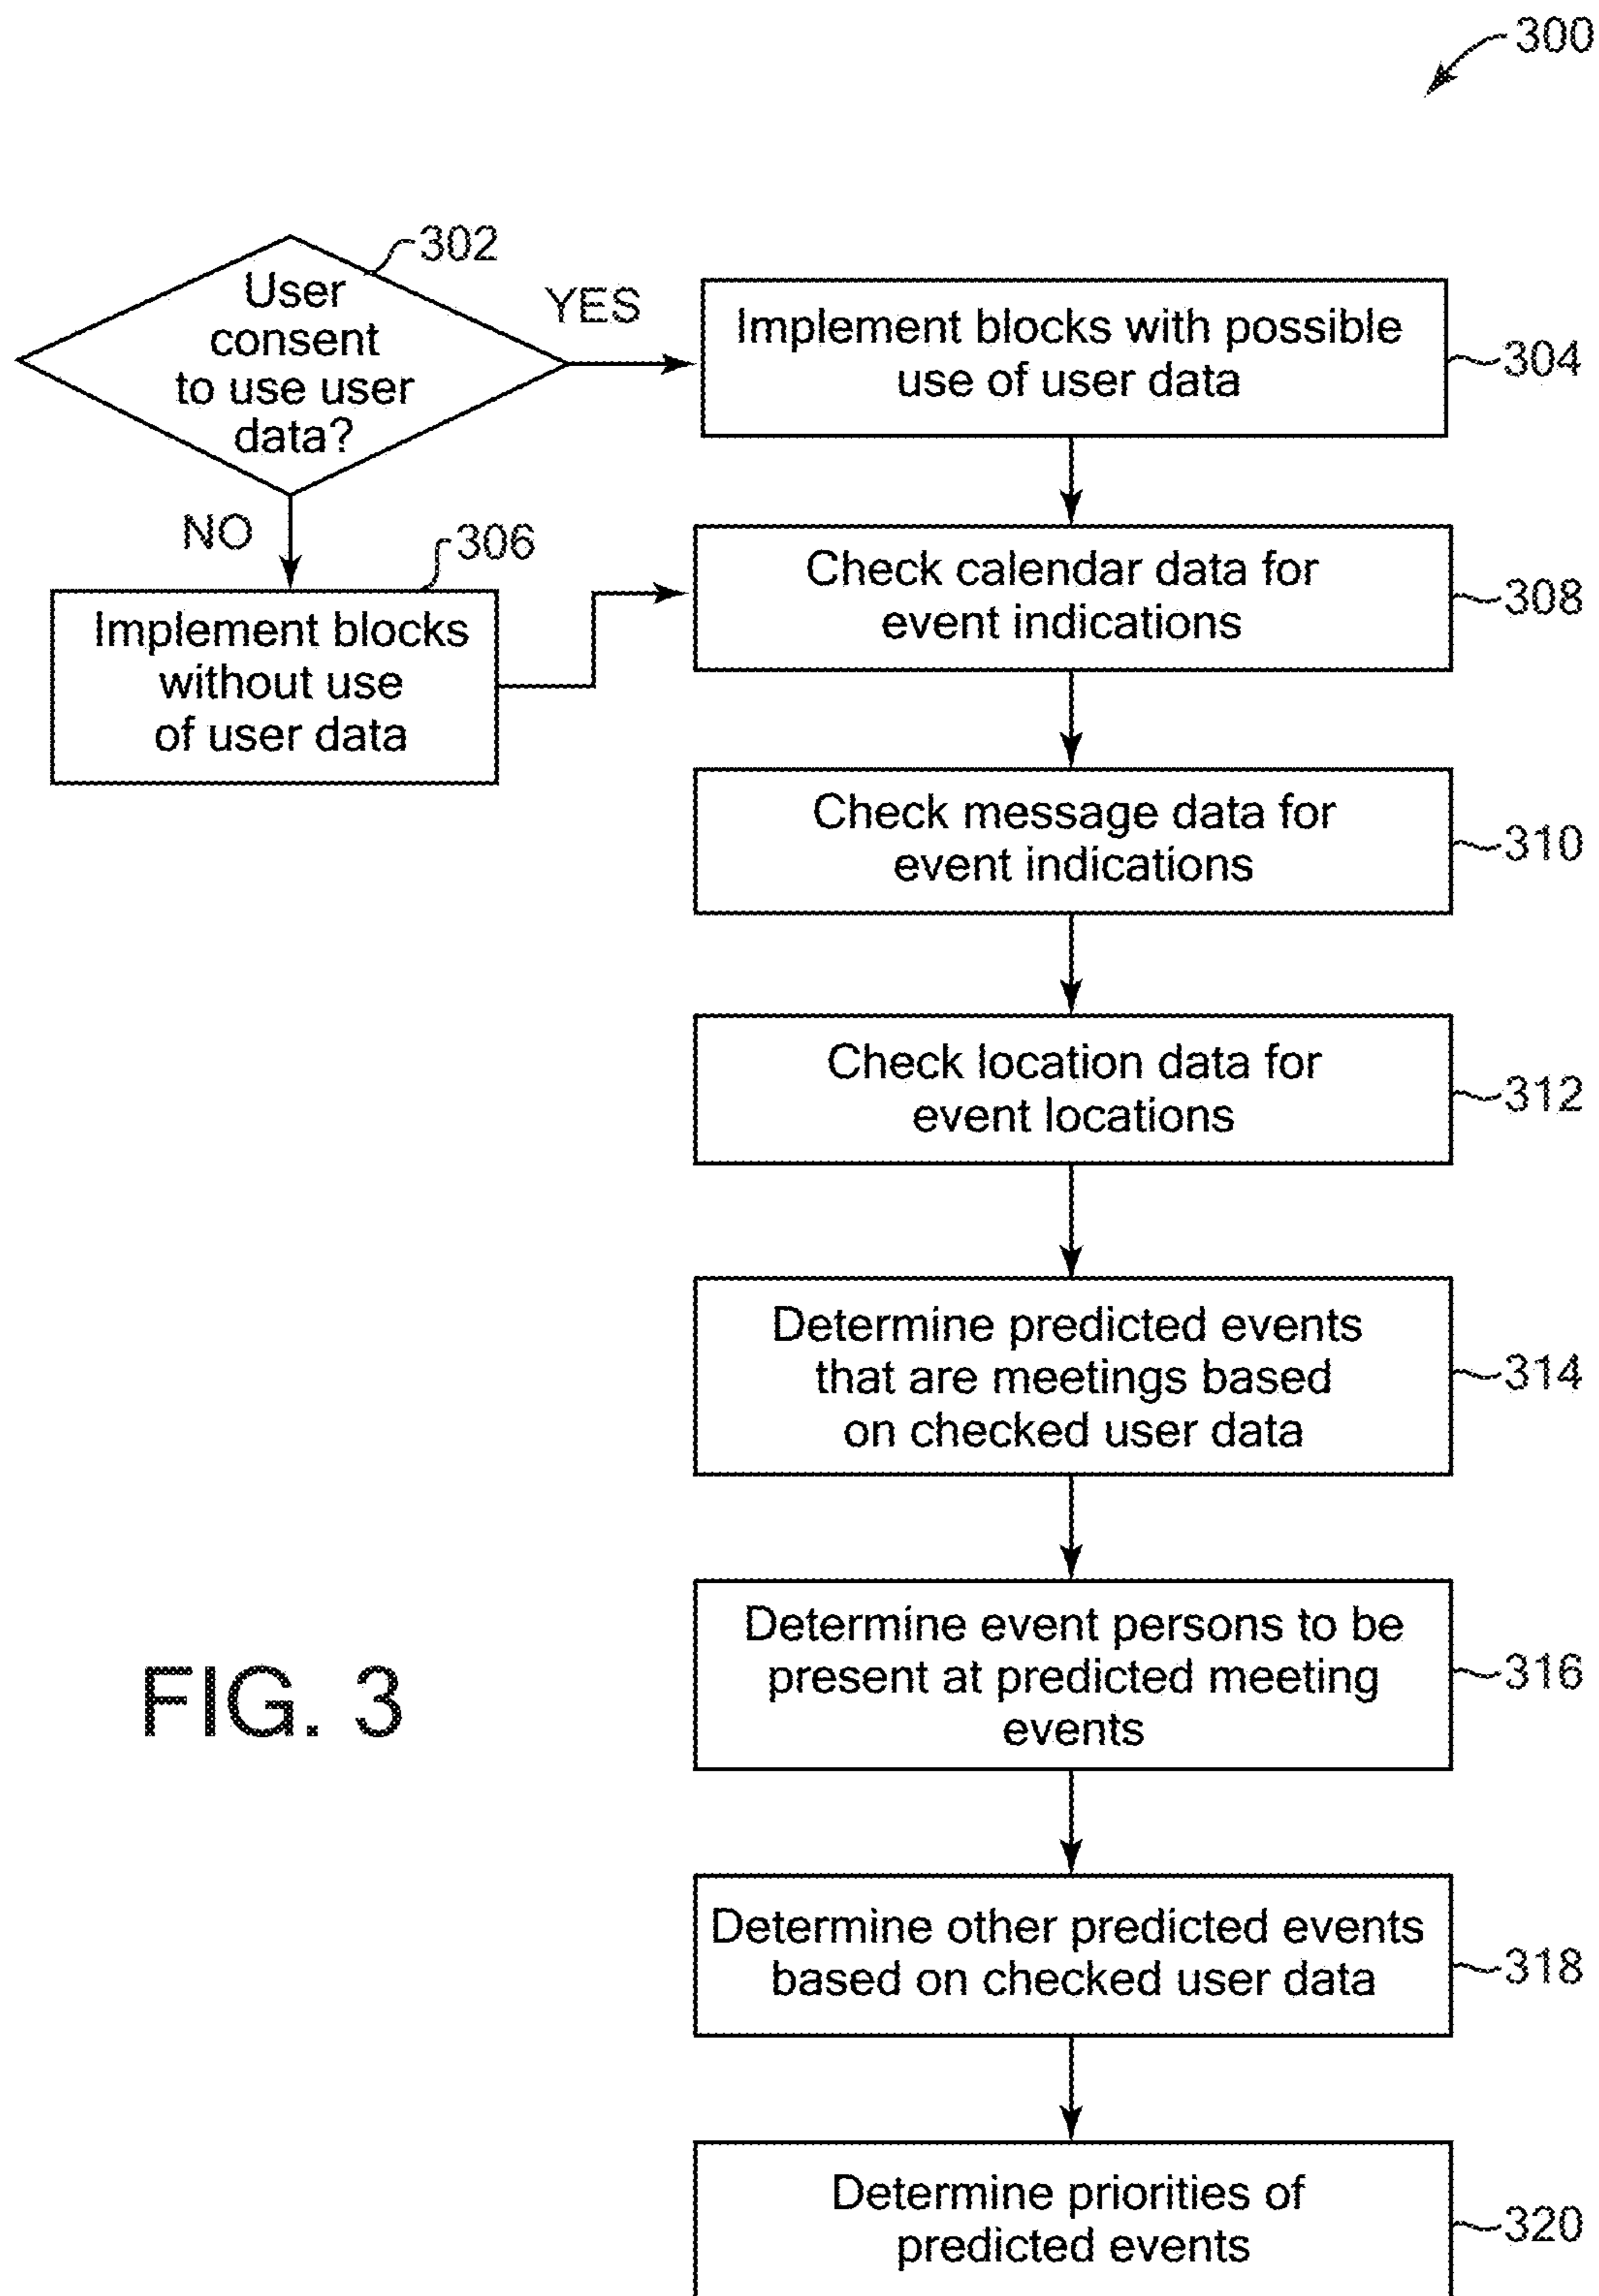 300
302
User
consent
to use user
data?
YES
Implement blocks with possible
use of user data
304
NO
306
Implement blocks
without use
of user data
Check calendar data for
event indications
308
Check message data for
event indications
310
Check location data for
event locations
312
Determine predicted events
that are meetings based
on checked user data
314
Determine event persons to be
present at predicted meeting
events
316
FIG. 3
Determine other predicted events
based on checked user data
318
Determine priorities of
predicted events
320